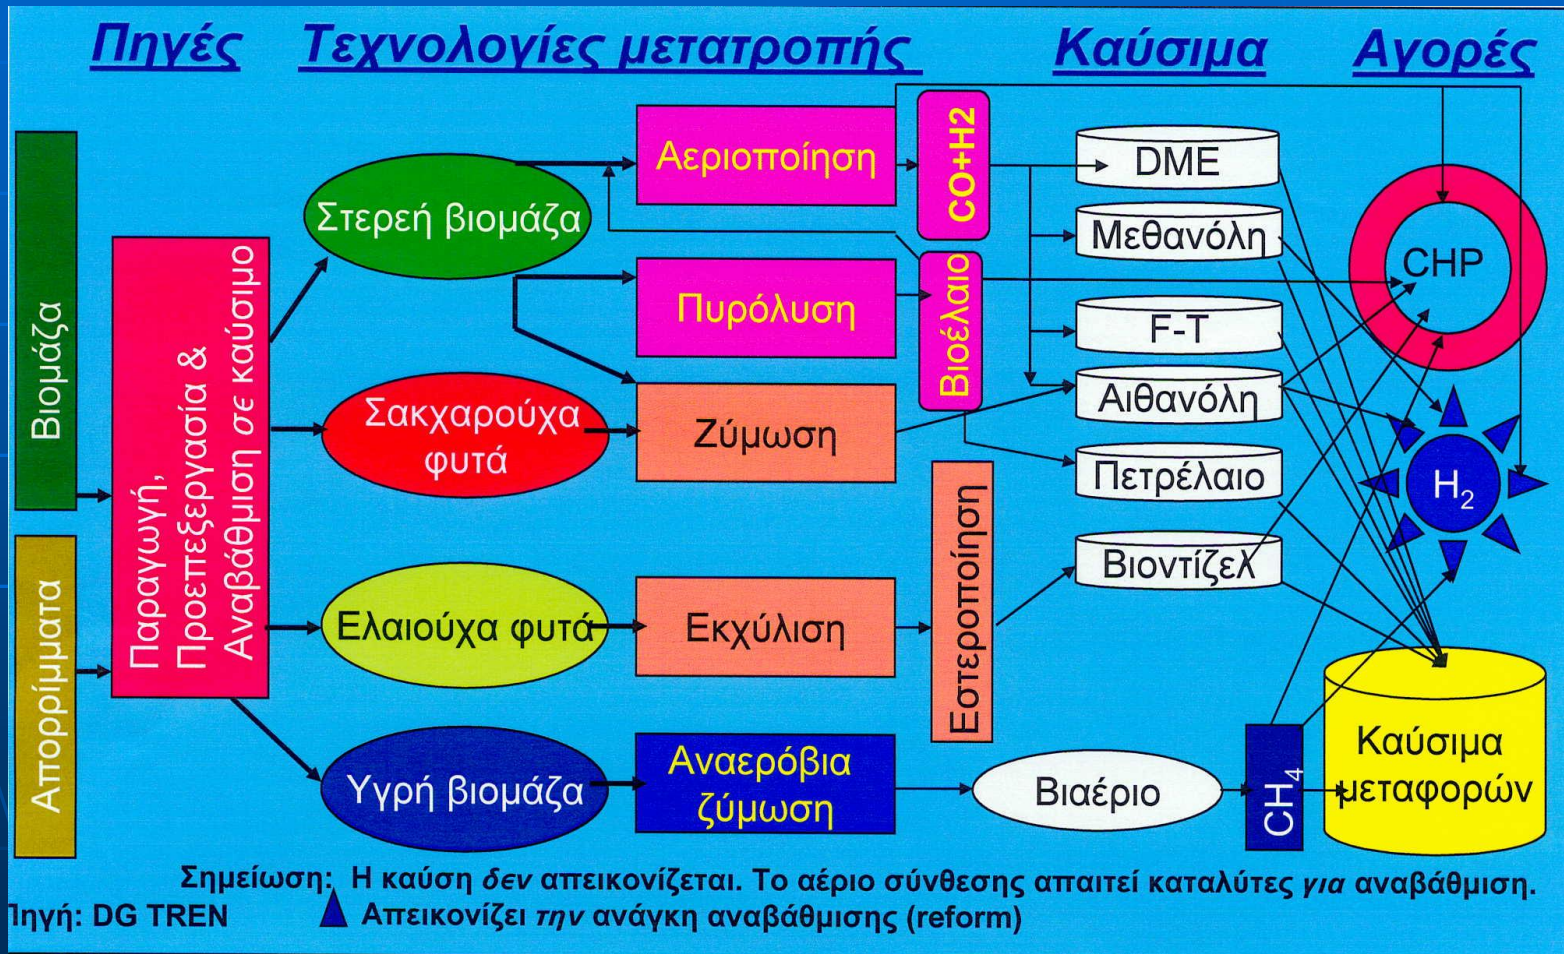 Πηγές
Τεχνολογίες μετατροπής
Καύσιμα
Αγορές
Βιομάζα
Απορρίμματα
Παραγωγή,
Προεπεξεργασία &
Αναβάθμιση σε καύσιμο
Στερεή βιομάζα
Σακχαρούχα
φυτά
Ελαιούχα φυτά
Υγρή βιομάζα
Αεριοποίηση
Πυρόλυση
Ζύμωση
Εκχύλιση
Αναερόβια
ζύμωση
CO+H2
Βιοέλαιο
Εστεροποίηση
DME
Μεθανόλη
F-T
Αιθανόλη
Πετρέλαιο
Βιοντίζελ
Βιαέριο
CH4
CHP
H2
Καύσιμα
μεταφορών
Σημείωση: Η καύση δεν απεικονίζεται. Το αέριο σύνθεσης απαιτεί καταλύτες για αναβάθμιση.
Πηγή: DG TREN
Απεικονίζει την ανάγκη αναβάθμισης (reform)